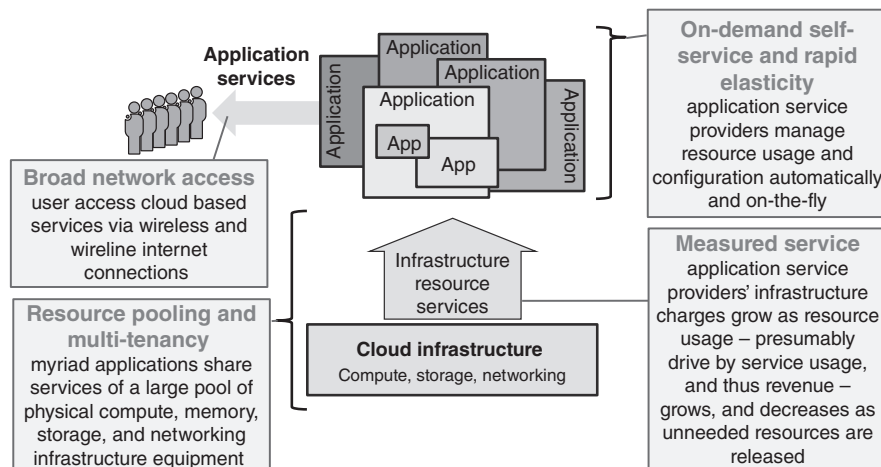 Application
services
Application
Application
Application
Application
Application
App
App
On-demand self-
service and rapid
elasticity
application service
providers manage
resource usage and
configuration automatically
and on-the-fly
Broad network access
user access cloud based
services via wireless and
wireline internet
connections
Infrastructure
resource
services
Measured service
application service
providers’ infrastructure
charges grow as resource
usage – presumably
drive by service usage,
and thus revenue –
grows, and decreases as
unneeded resources are
released
Resource pooling and
multi-tenancy
myriad applications share
services of a large pool of
physical compute, memory,
storage, and networking
infrastructure equipment
Cloud infrastructure
Compute, storage, networking